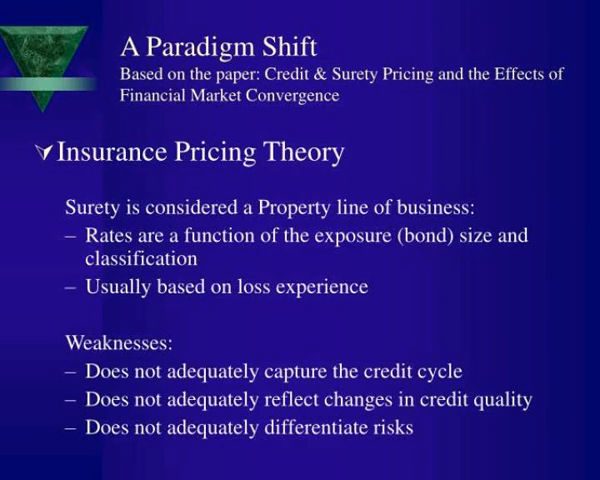 A Paradigm Shift
Based on the paper: Credit & Surety Pricing and the Effects of
Financial Market Convergence
Insurance Pricing Theory
Surety is considered a Property line of business:
– Rates are a function of the exposure (bond) size and
classification
– Usually based on loss experience
Weaknesses:
– Does not adequately capture the credit cycle
– Does not adequately reflect changes in credit quality
– Does not adequately differentiate risks